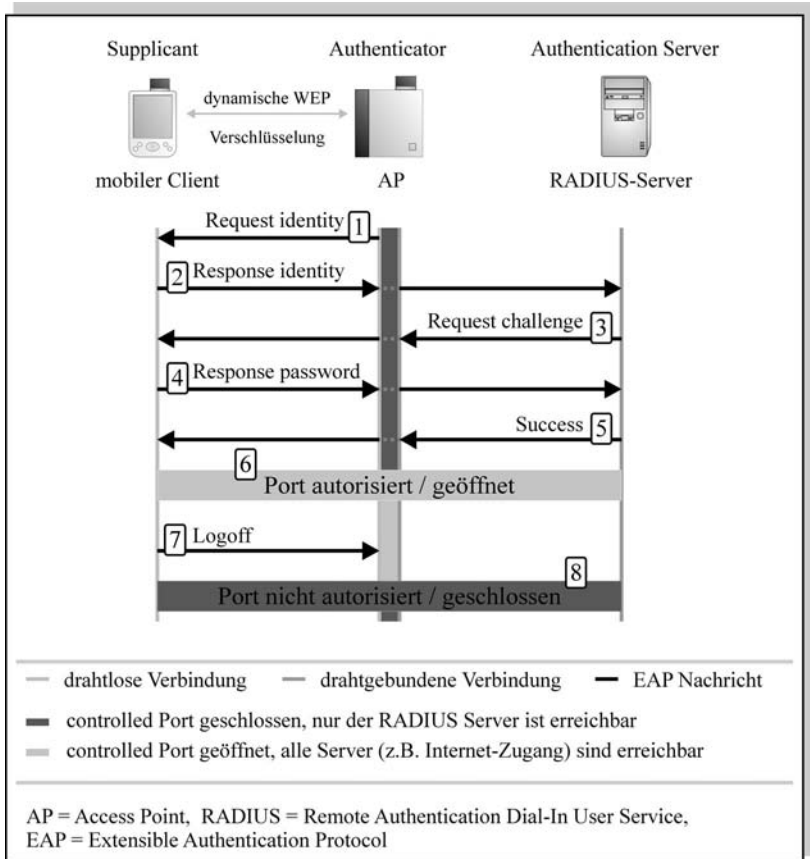 Supplicant
Authenticator
Authentication Server
dynamische WEP
Verschlüsselung
mobiler Client
AP
RADIUS-Server
Request identity 1
2 Response identity
Request challenge 3
4 Response password
Success 5
6
Port autorisiert / geöffnet
7 Logoff
8
Port nicht autorisiert / geschlossen
drahtlose Verbindung
drahtgebundene Verbindung
EAP Nachricht
controlled Port geschlossen, nur der RADIUS Server ist erreichbar
controlled Port geöffnet, alle Server (z.B. Internet-Zugang) sind erreichbar
AP = Access Point, RADIUS = Remote Authentication Dial-In User Service,
EAP = Extensible Authentication Protocol